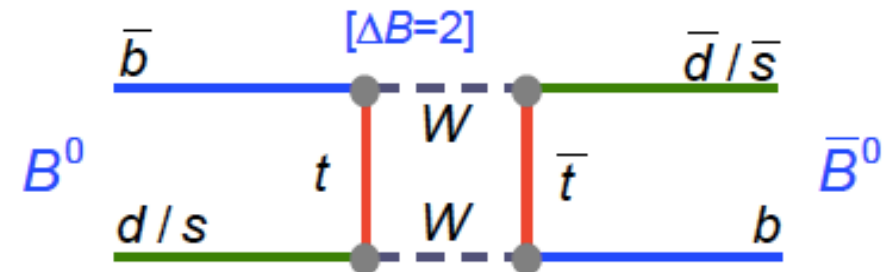 [ΔB=2]
b̄ d̄ / s̄
W
B⁰ t t̄ B̄⁰
d / s W b